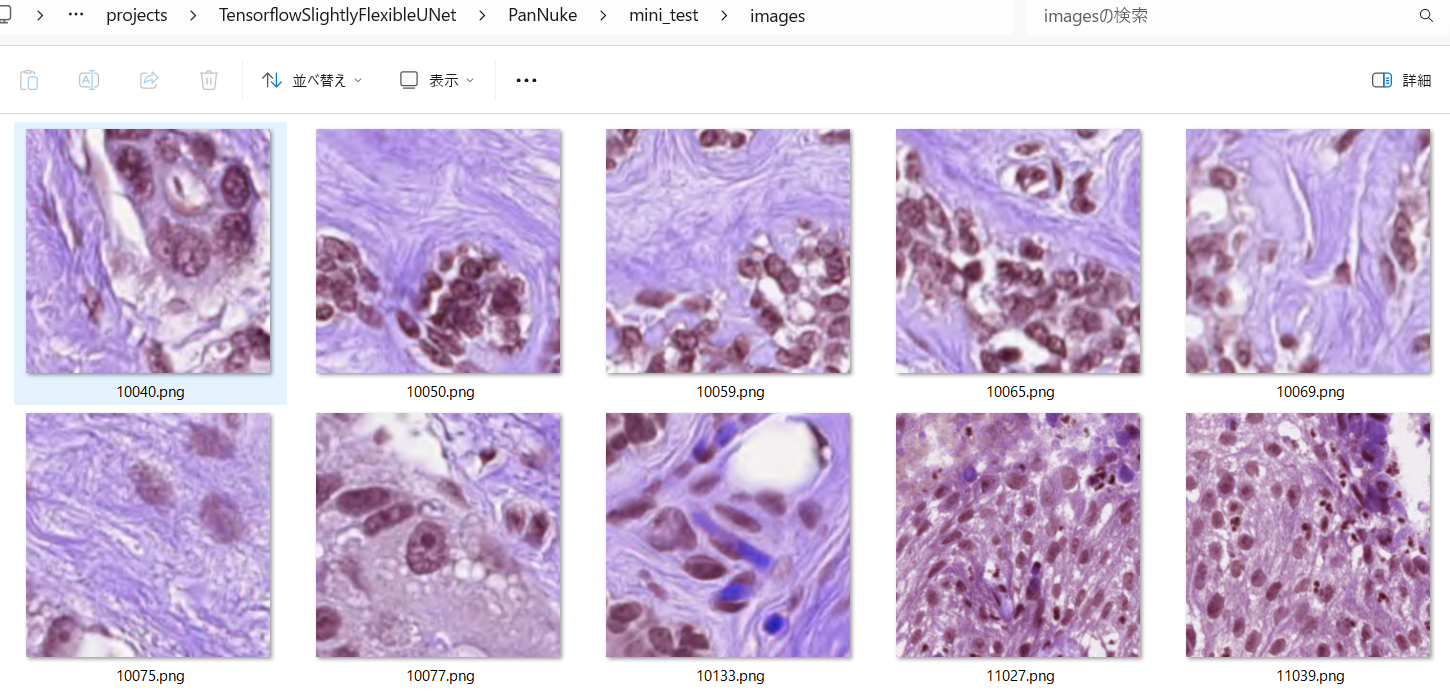 … projects > TensorflowSlightlyFlexibleUNet > PanNuke > mini_test > images
imagesの検索
並べ替え 表示 … 詳細
10040.png 10050.png 10059.png 10065.png 10069.png
10075.png 10077.png 10133.png 11027.png 11039.png